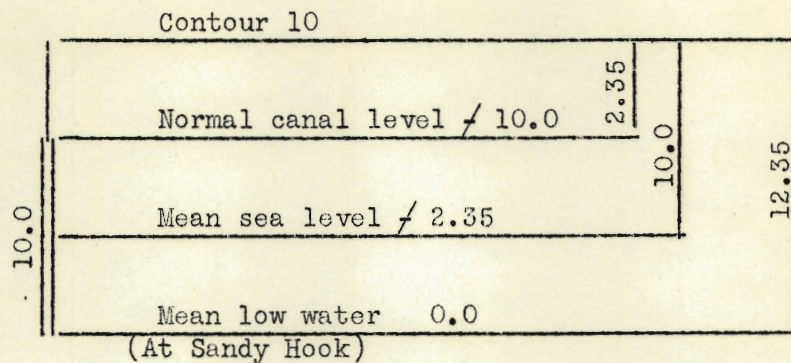 Contour 10
2.35
Normal canal level ⌿ 10.0
10.0
12.35
10.0
Mean sea level ⌿ 2.35
Mean low water 0.0
(At Sandy Hook)